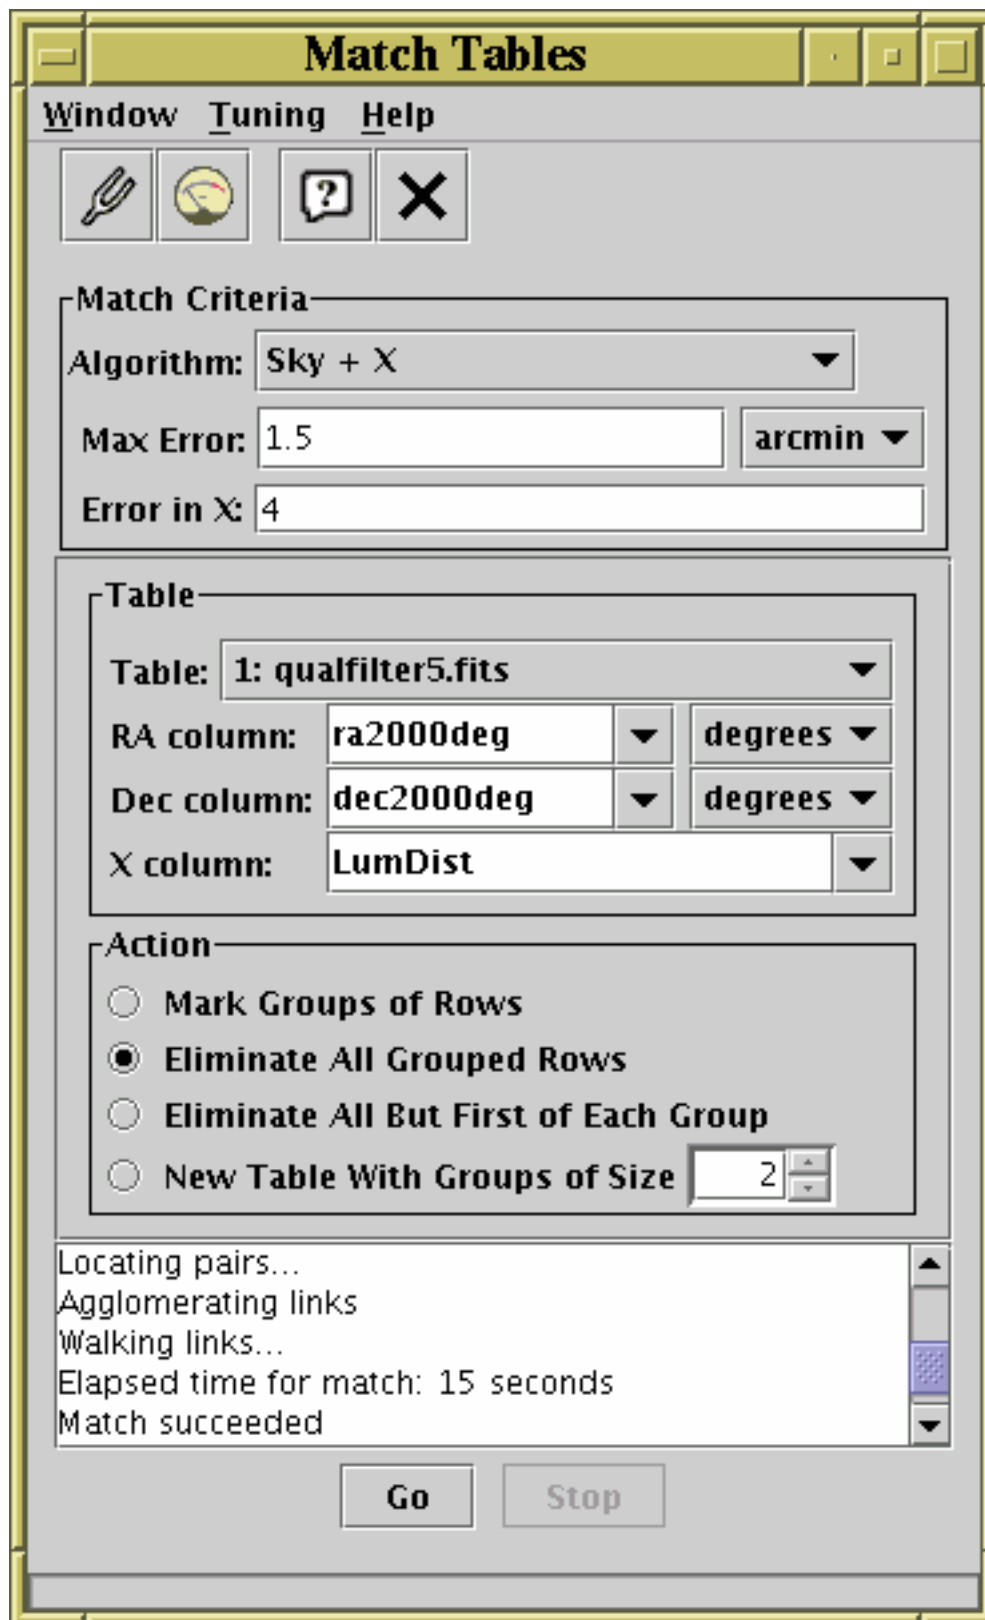 Match Tables
Window Tuning Help
?
Match Criteria
Algorithm: Sky + X
Max Error: 1.5 arcmin
Error in X: 4
Table
Table: 1: qualfilter5.fits
RA column: ra2000deg degrees
Dec column: dec2000deg degrees
X column: LumDist
Action
Mark Groups of Rows
Eliminate All Grouped Rows
Eliminate All But First of Each Group
New Table With Groups of Size 2
Locating pairs...
Agglomerating links
Walking links...
Elapsed time for match: 15 seconds
Match succeeded
Go Stop